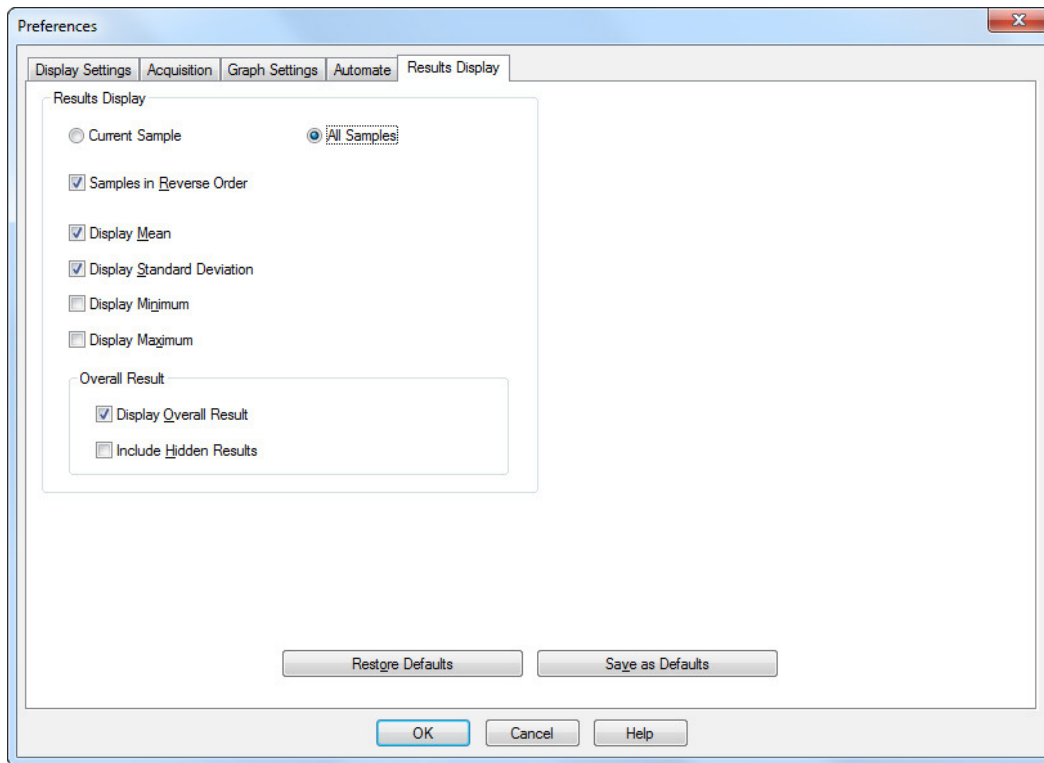 Preferences
Display Settings Acquisition Graph Settings Automate Results Display
Results Display
Current Sample All Samples
Samples in Reverse Order
Display Mean
Display Standard Deviation
Display Minimum
Display Maximum
Overall Result
Display Overall Result
Include Hidden Results
Restore Defaults Save as Defaults
OK Cancel Help